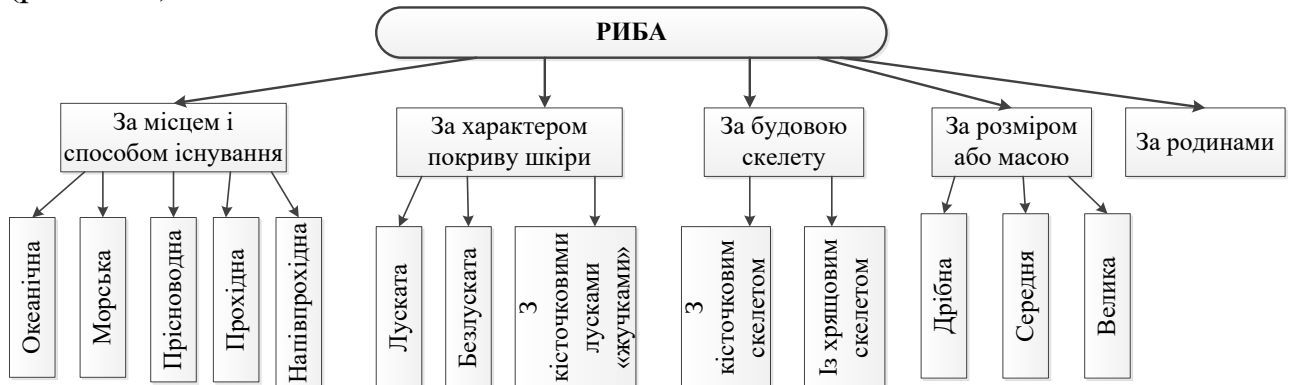 РИБА
За місцем і
способом існування
За характером
покриву шкіри
За будовою
скелету
За розміром
або масою
За родинами
Океанічна
Морська
Прісноводна
Прохідна
Напівпрохідна
Луската
Безлуската
З
кісточковими
лусками
«жучками»
З
кісточковим
скелетом
Із хрящовим
скелетом
Дрібна
Середня
Велика